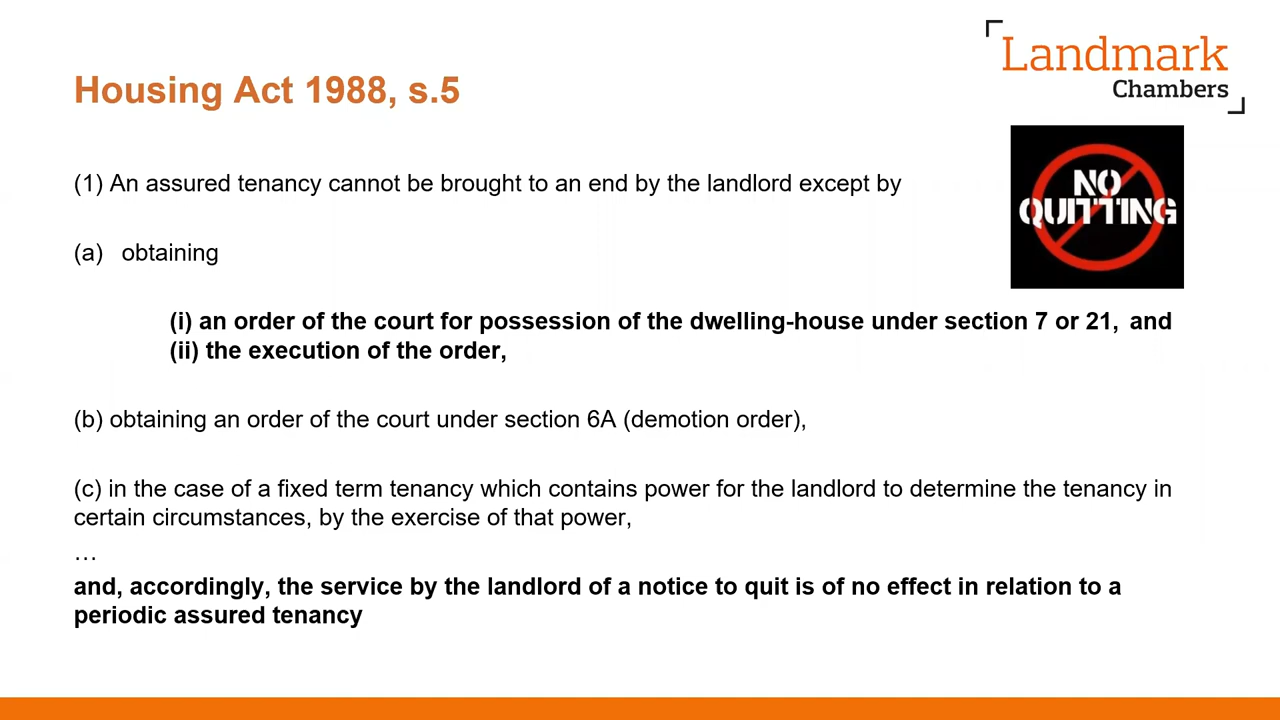 Landmark
Chambers
Housing Act 1988, s.5
NO
QUITTING
(1) An assured tenancy cannot be brought to an end by the landlord except by
(a) obtaining
(i) an order of the court for possession of the dwelling-house under section 7 or 21, and
(ii) the execution of the order,
(b) obtaining an order of the court under section 6A (demotion order),
(c) in the case of a fixed term tenancy which contains power for the landlord to determine the tenancy in
certain circumstances, by the exercise of that power,
…
and, accordingly, the service by the landlord of a notice to quit is of no effect in relation to a
periodic assured tenancy